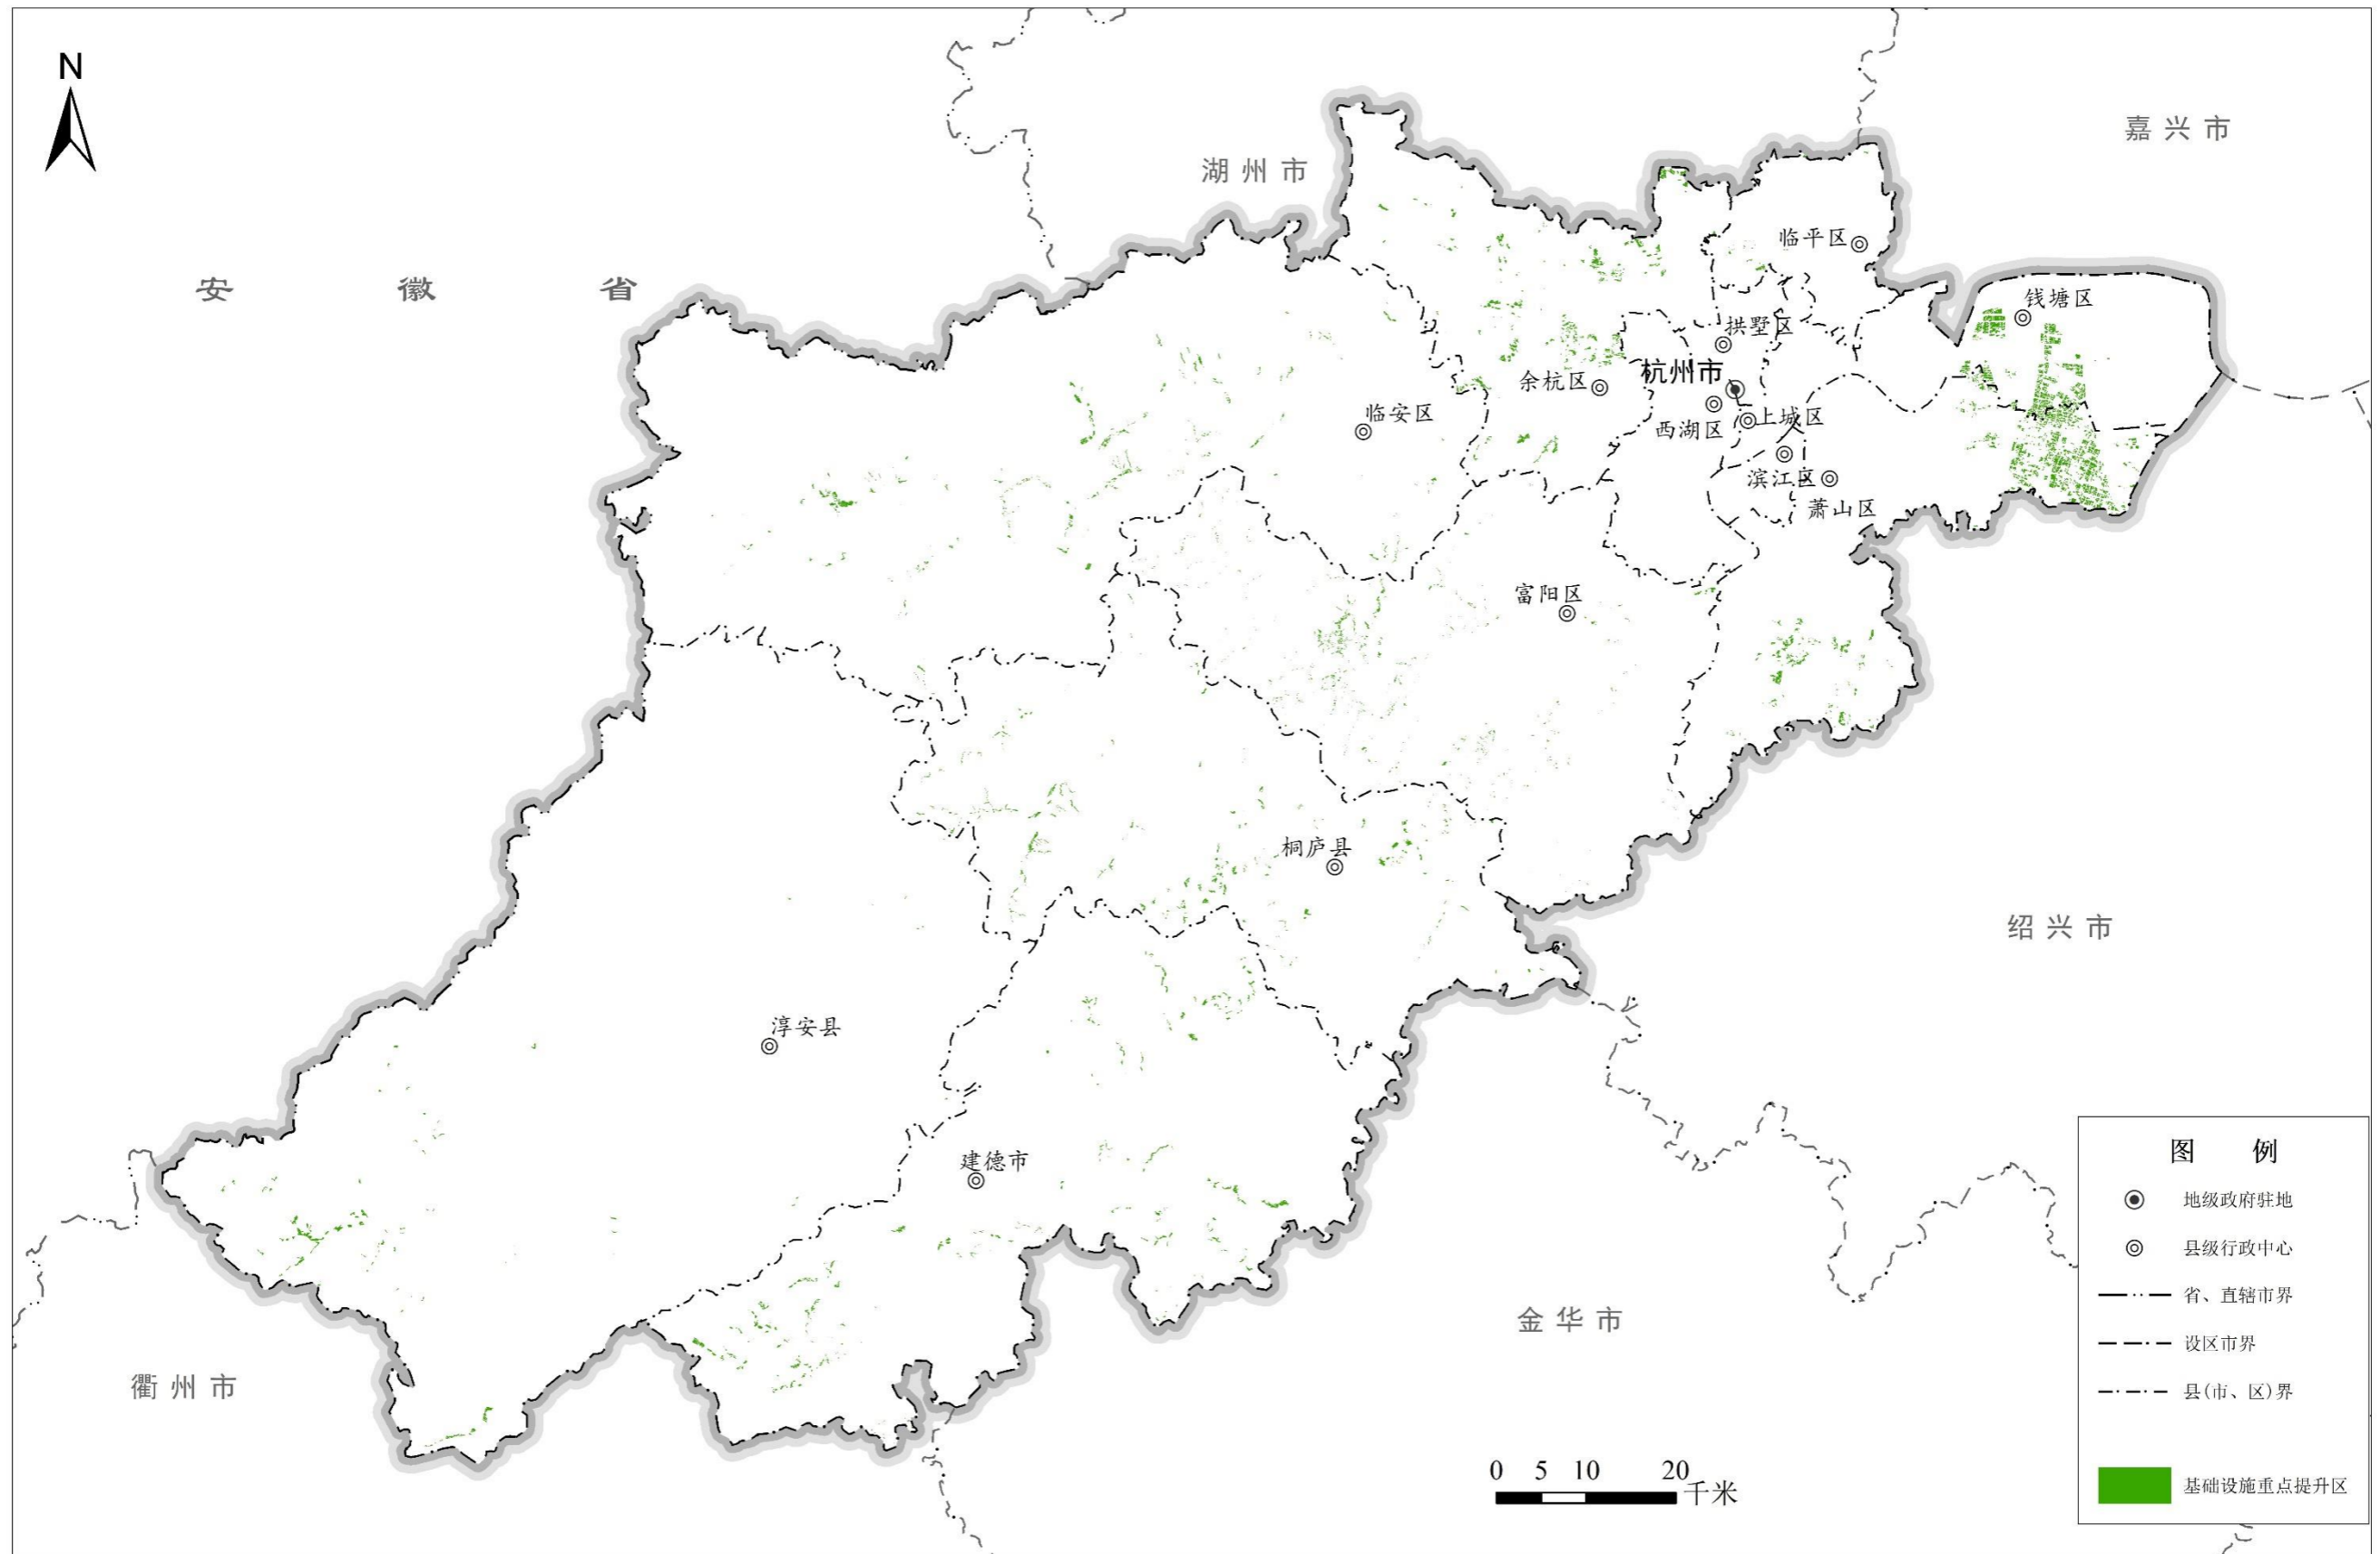 N
嘉兴市
湖州市
安徽省
临平区
钱塘区
拱墅区
杭州市
余杭区
临安区
上城区
西湖区
滨江区
萧山区
富阳区
桐庐县
绍兴市
淳安县
建德市
金华市
衢州市
图 例
地级政府驻地
县级行政中心
省、直辖市界
设区市界
县(市、区)界
基础设施重点提升区
0 5 10 20
千米